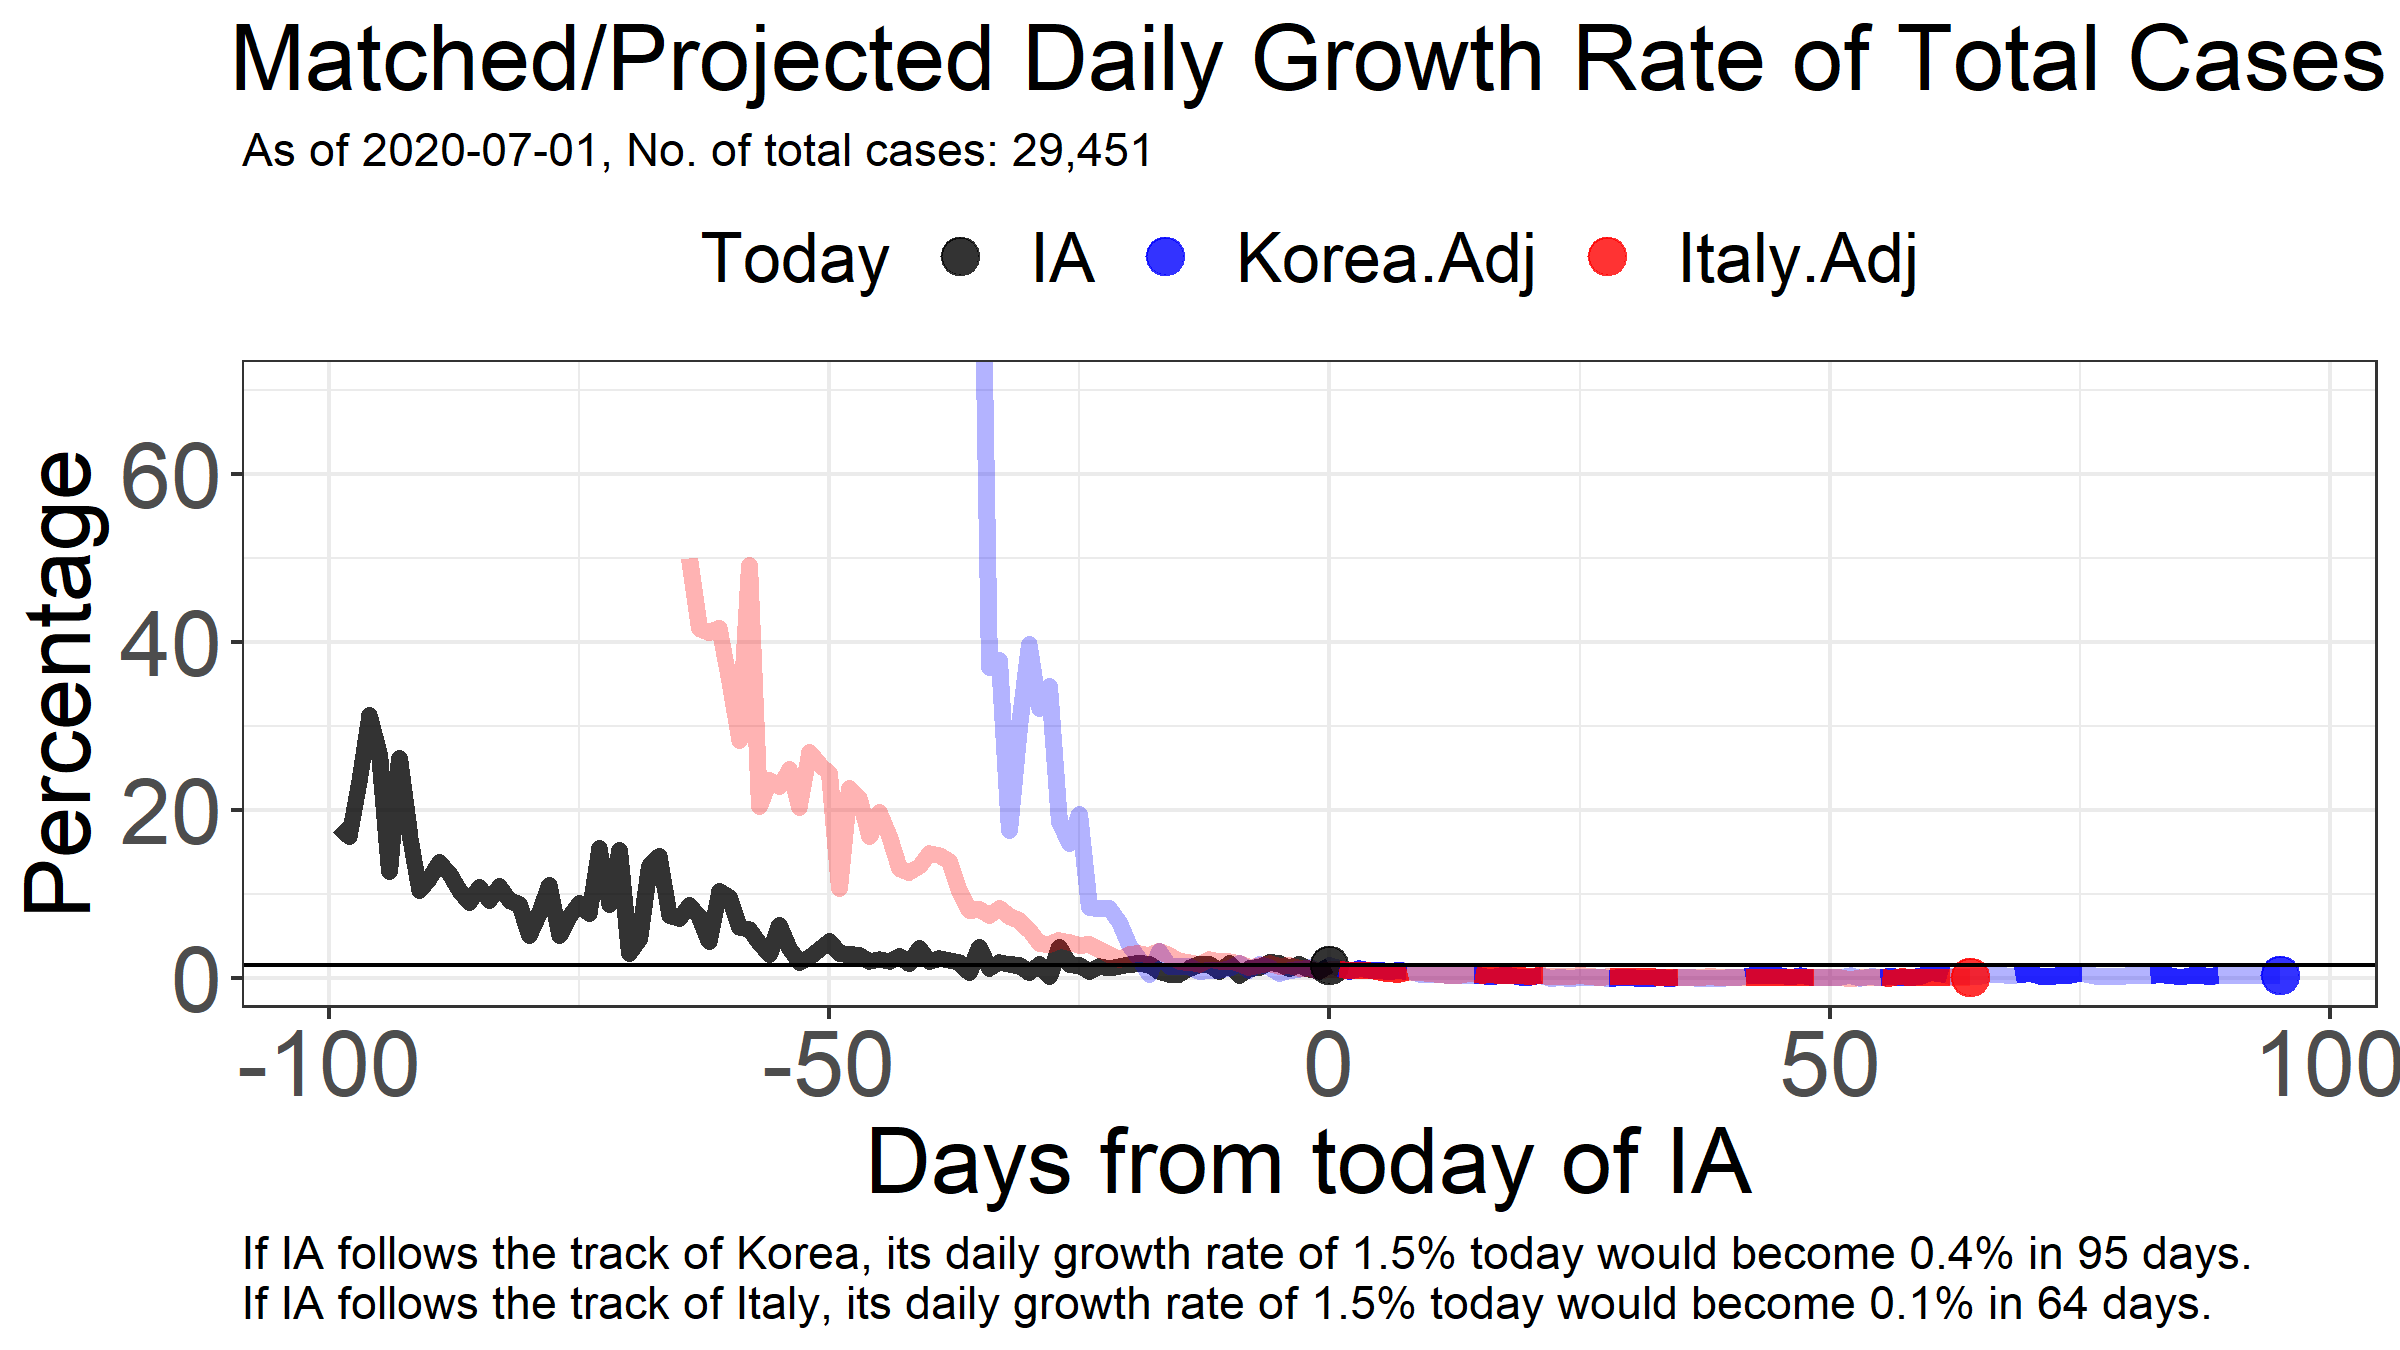 Matched/Projected Daily Growth Rate of Total Cases
As of 2020-07-01, No. of total cases: 29,451
Today IA Korea.Adj Italy.Adj
Percentage
60
40
20
0
-100 -50 0 50 100
Days from today of IA
If IA follows the track of Korea, its daily growth rate of 1.5% today would become 0.4% in 95 days.
If IA follows the track of Italy, its daily growth rate of 1.5% today would become 0.1% in 64 days.